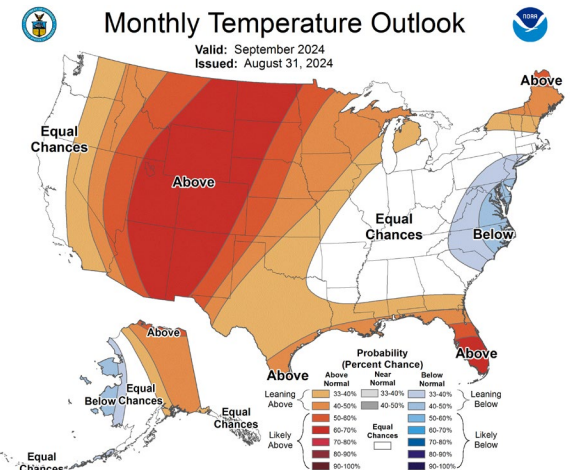 Monthly Temperature Outlook
NOAA
Valid: September 2024
Issued: August 31, 2024
Above
Equal
Chances
Above
Equal
Chances
Below
Above
Above
Above
Below
Equal
Chances
Equal
Chances
Equal
Chances
Probability
(Percent Chance)
Above
Normal
Near
Normal
Below
Normal
Leaning
Above
33-40%
40-50%
33-40%
40-50%
33-40%
40-50%
Leaning
Below
Likely
Above
50-60%
60-70%
70-80%
80-90%
90-100%
Equal
Chances
50-60%
60-70%
70-80%
80-90%
90-100%
Likely
Below